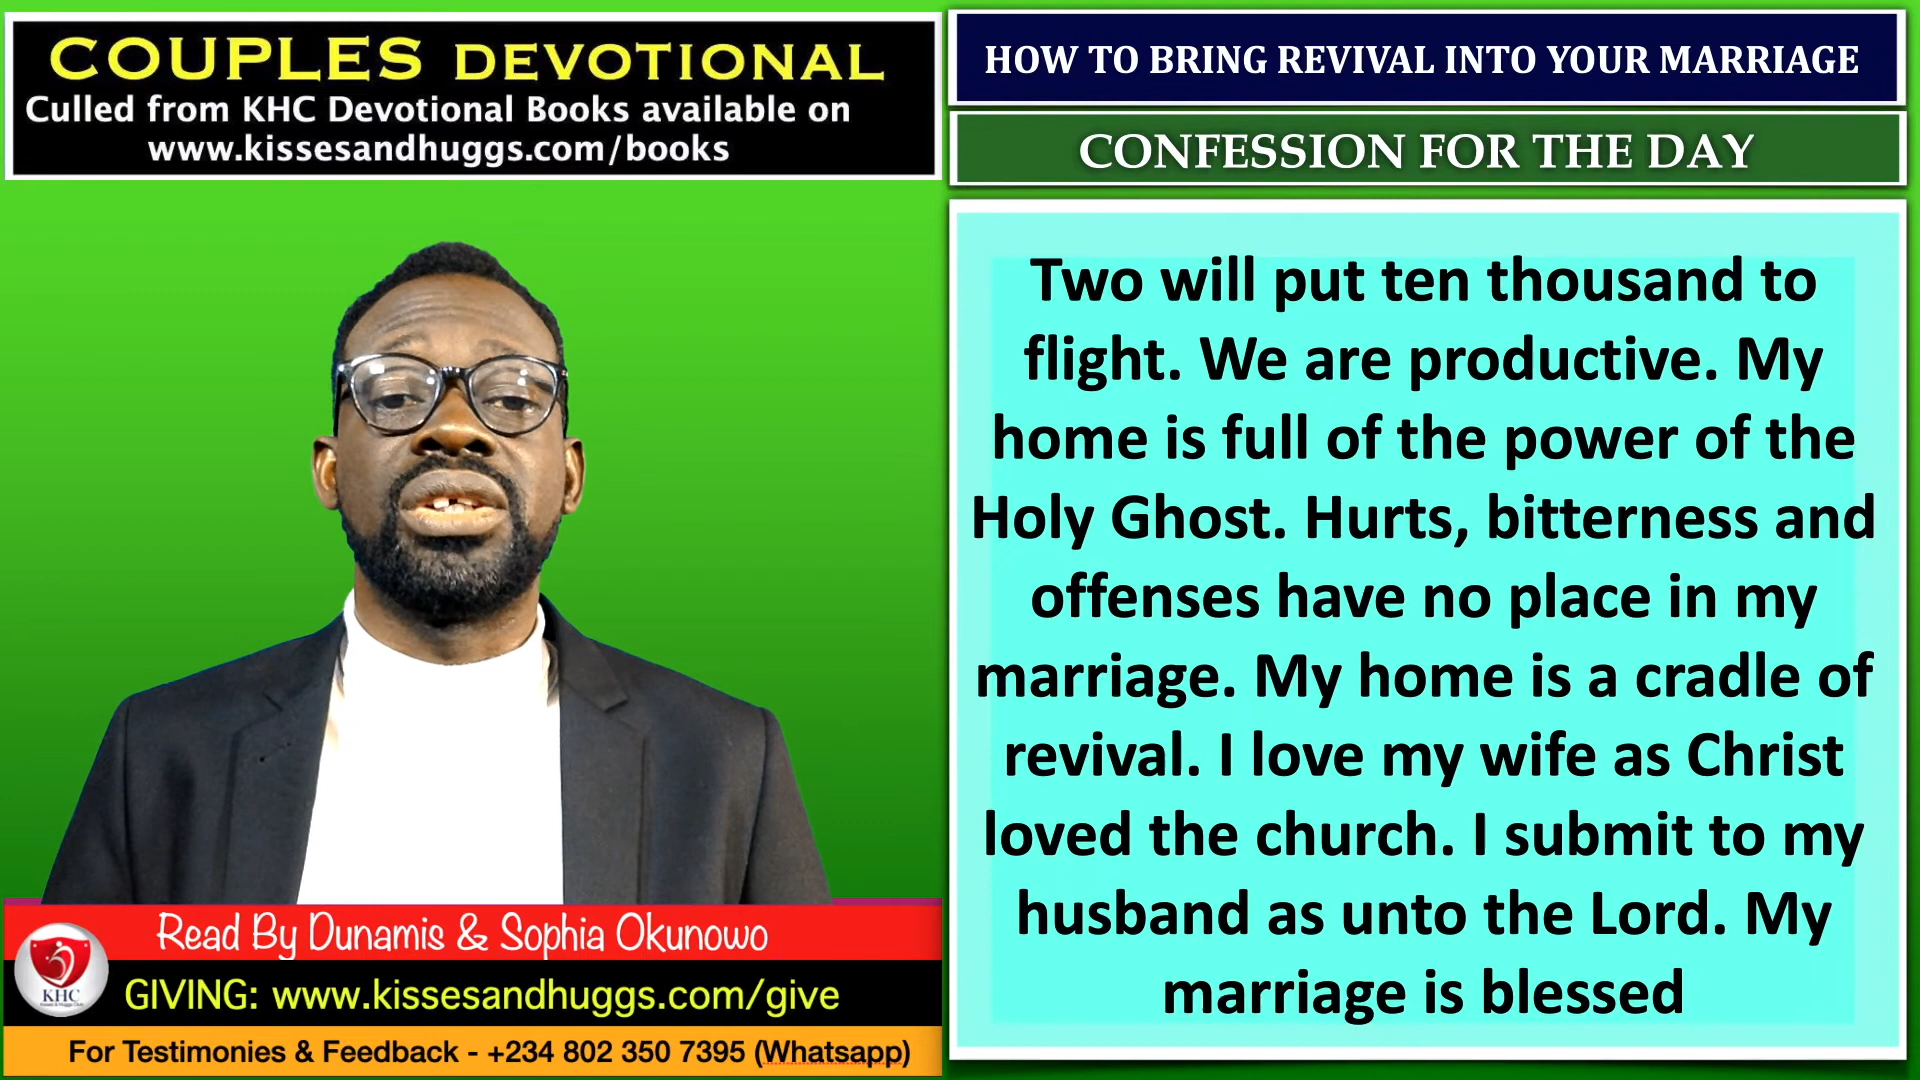 COUPLES DEVOTIONAL
Culled from KHC Devotional Books available on
www.kissesandhuggs.com/books
HOW TO BRING REVIVAL INTO YOUR MARRIAGE
CONFESSION FOR THE DAY
Two will put ten thousand to
flight. We are productive. My
home is full of the power of the
Holy Ghost. Hurts, bitterness and
offenses have no place in my
marriage. My home is a cradle of
revival. I love my wife as Christ
loved the church. I submit to my
husband as unto the Lord. My
marriage is blessed
Read By Dunamis & Sophia Okunowo
KHC
GIVING: www.kissesandhuggs.com/give
For Testimonies & Feedback - +234 802 350 7395 (Whatsapp)